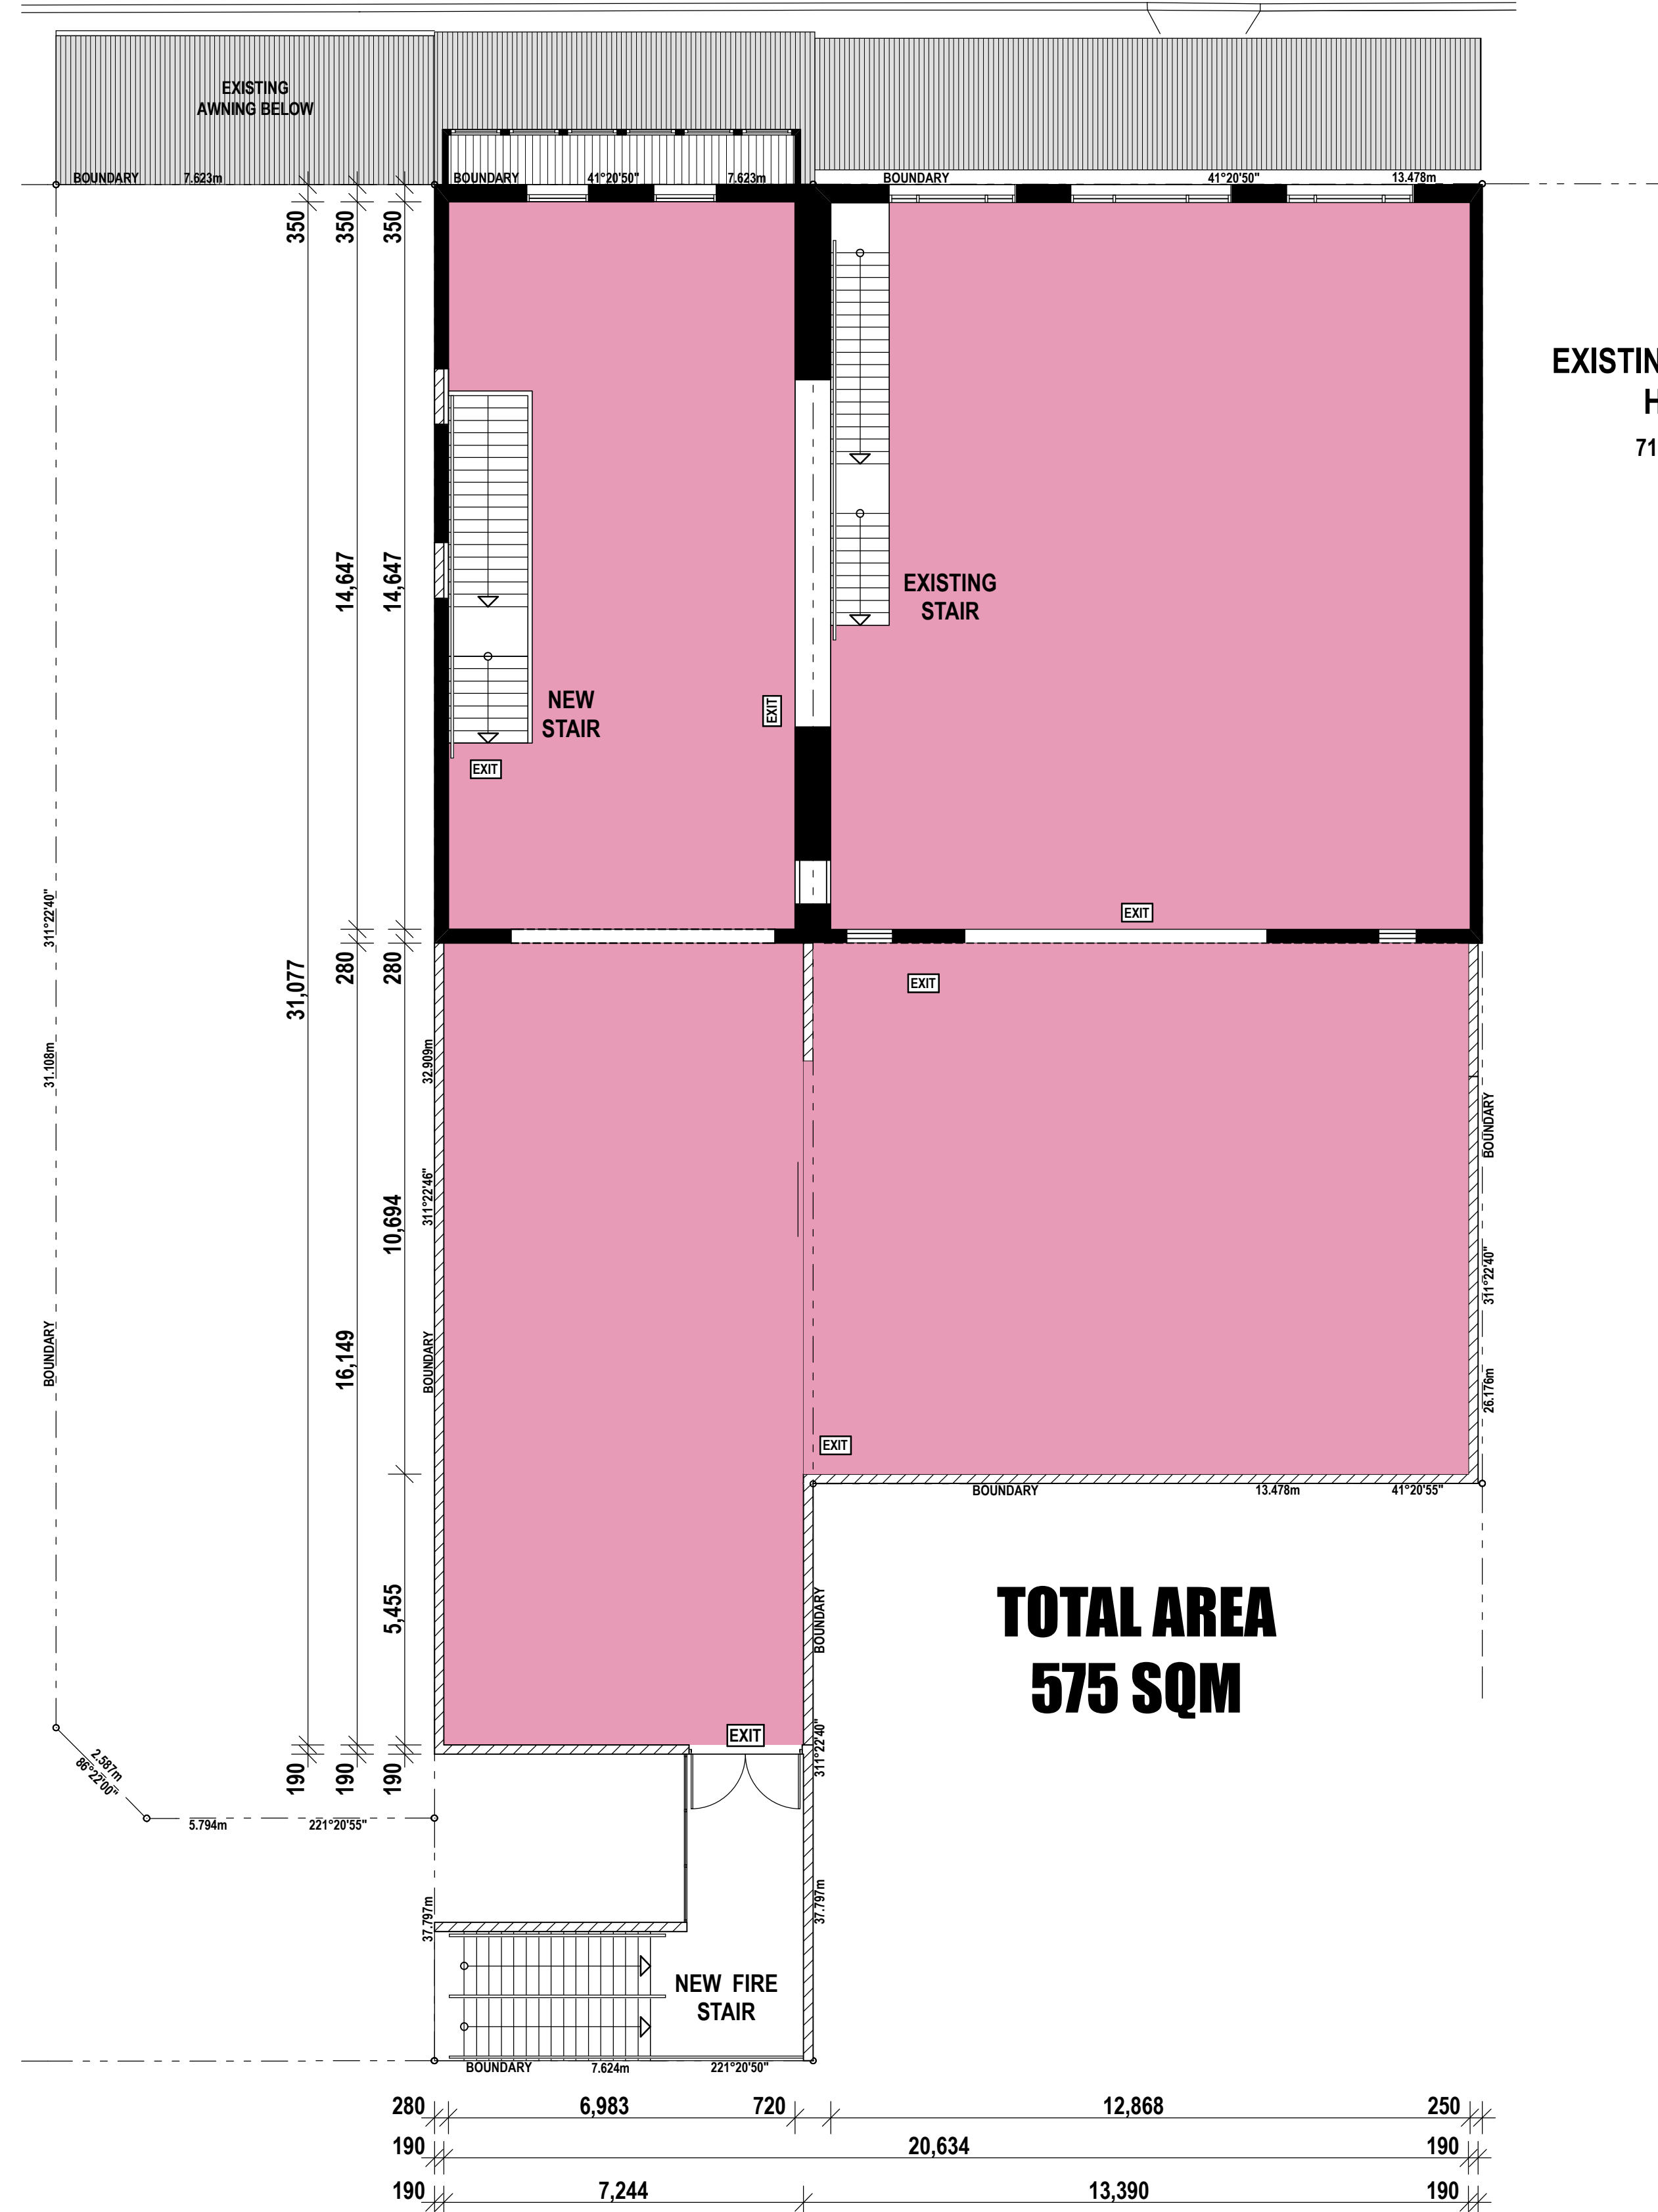 EXISTING
AWNING BELOW
BOUNDARY 7.623m
BOUNDARY 41°20'50" 7.623m
BOUNDARY 41°20'50" 13.478m
350
350
350
EXISTIN
H
71
14,647
14,647
EXISTING
STAIR
NEW
STAIR
EXIT
EXIT
EXIT
EXIT
311°22'40"
31.108m
BOUNDARY
31,077
280
280
32.909m
311°22'46"
BOUNDARY
10,694
16,149
5,455
BOUNDARY
311°22'40"
26.176m
EXIT
BOUNDARY 13.478m 41°20'55"
TOTAL AREA
575 SQM
BOUNDARY
311°22'40"
37.797m
EXIT
190
190
190
2.587m
86°22'00"
5.794m 221°20'55"
37.797m
NEW FIRE
STAIR
BOUNDARY 7.624m 221°20'50"
280 6,983 720 12,868 250
190 20,634 190
190 7,244 13,390 190